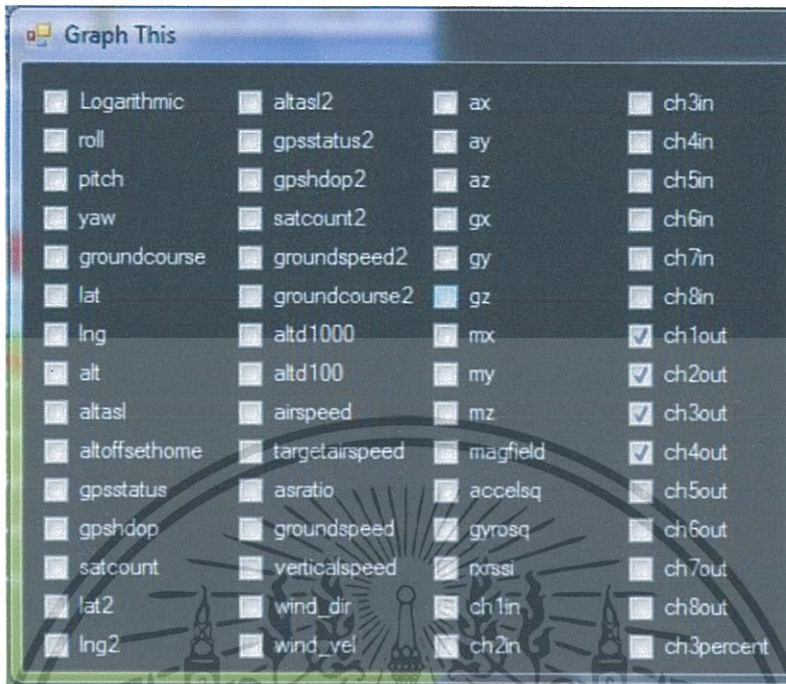 Graph This
Logarithmic
roll
pitch
yaw
groundcourse
lat
lng
alt
altasl
altoffsethome
gpsstatus
gpshdop
satcount
lat2
lng2
altasl2
gpsstatus2
gpshdop2
satcount2
groundspeed2
groundcourse2
altd1000
altd100
airspeed
targetairspeed
asratio
groundspeed
verticalspeed
wind_dir
wind_vel
ax
ay
az
gx
gy
gz
mx
my
mz
magfield
accelsq
gyrosq
rxrssi
ch1in
ch2in
ch3in
ch4in
ch5in
ch6in
ch7in
ch8in
ch1out
ch2out
ch3out
ch4out
ch5out
ch6out
ch7out
ch8out
ch3percent